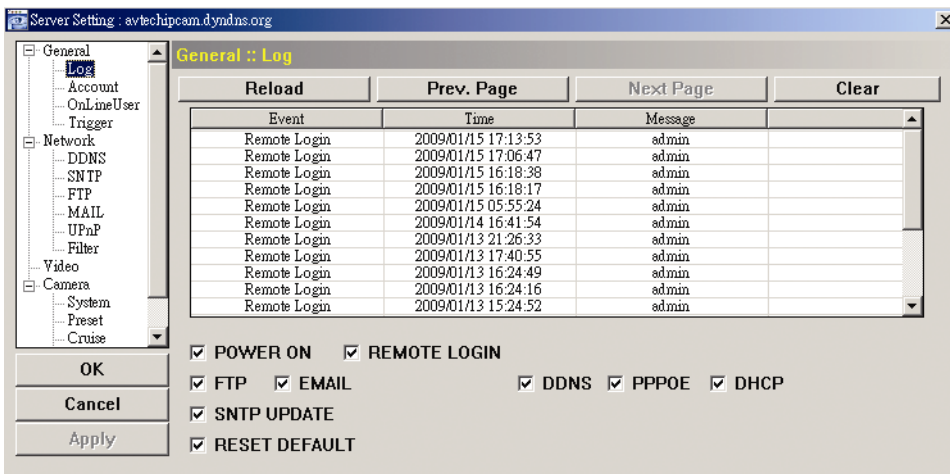 Server Setting : avtechipcam.dyndns.org
General
Log
Account
OnLineUser
Trigger
Network
DDNS
SNTP
FTP
MAIL
UPnP
Filter
Video
Camera
System
Preset
Cruise
OK
Cancel
Apply
General :: Log
Reload Prev. Page Next Page Clear
Event Time Message
Remote Login 2009/01/15 17:13:53 admin
Remote Login 2009/01/15 17:06:47 admin
Remote Login 2009/01/15 16:18:38 admin
Remote Login 2009/01/15 16:18:17 admin
Remote Login 2009/01/15 05:55:24 admin
Remote Login 2009/01/14 16:41:54 admin
Remote Login 2009/01/13 21:26:33 admin
Remote Login 2009/01/13 17:40:55 admin
Remote Login 2009/01/13 16:24:49 admin
Remote Login 2009/01/13 16:24:16 admin
Remote Login 2009/01/13 15:24:52 admin
POWER ON REMOTE LOGIN
FTP EMAIL DDNS PPPOE DHCP
SNTP UPDATE
RESET DEFAULT